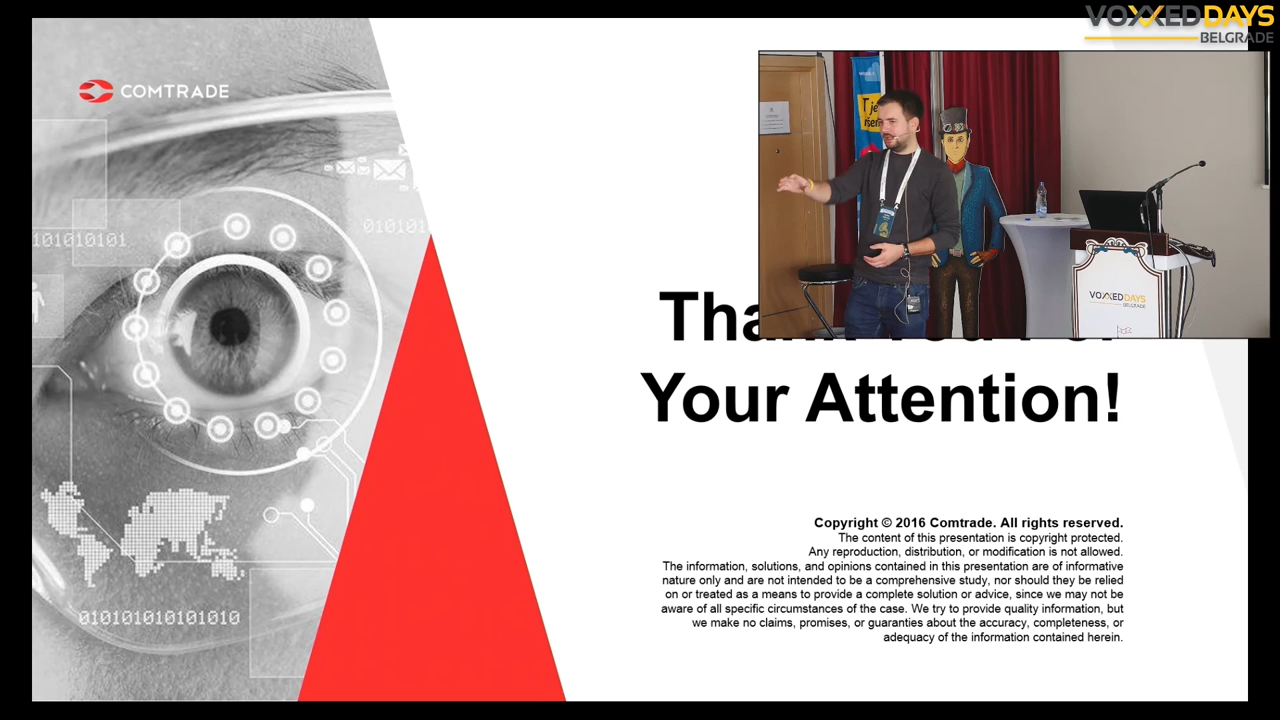 VOXXED DAYS
BELGRADE
COMTRADE
101010101
010101
VOXXED DAYS
BELGRADE
Thank You For
Your Attention!
0101010101010
Copyright © 2016 Comtrade. All rights reserved.
The content of this presentation is copyright protected.
Any reproduction, distribution, or modification is not allowed.
The information, solutions, and opinions contained in this presentation are of informative
nature only and are not intended to be a comprehensive study, nor should they be relied
on or treated as a means to provide a complete solution or advice, since we may not be
aware of all specific circumstances of the case. We try to provide quality information, but
we make no claims, promises, or guaranties about the accuracy, completeness, or
adequacy of the information contained herein.